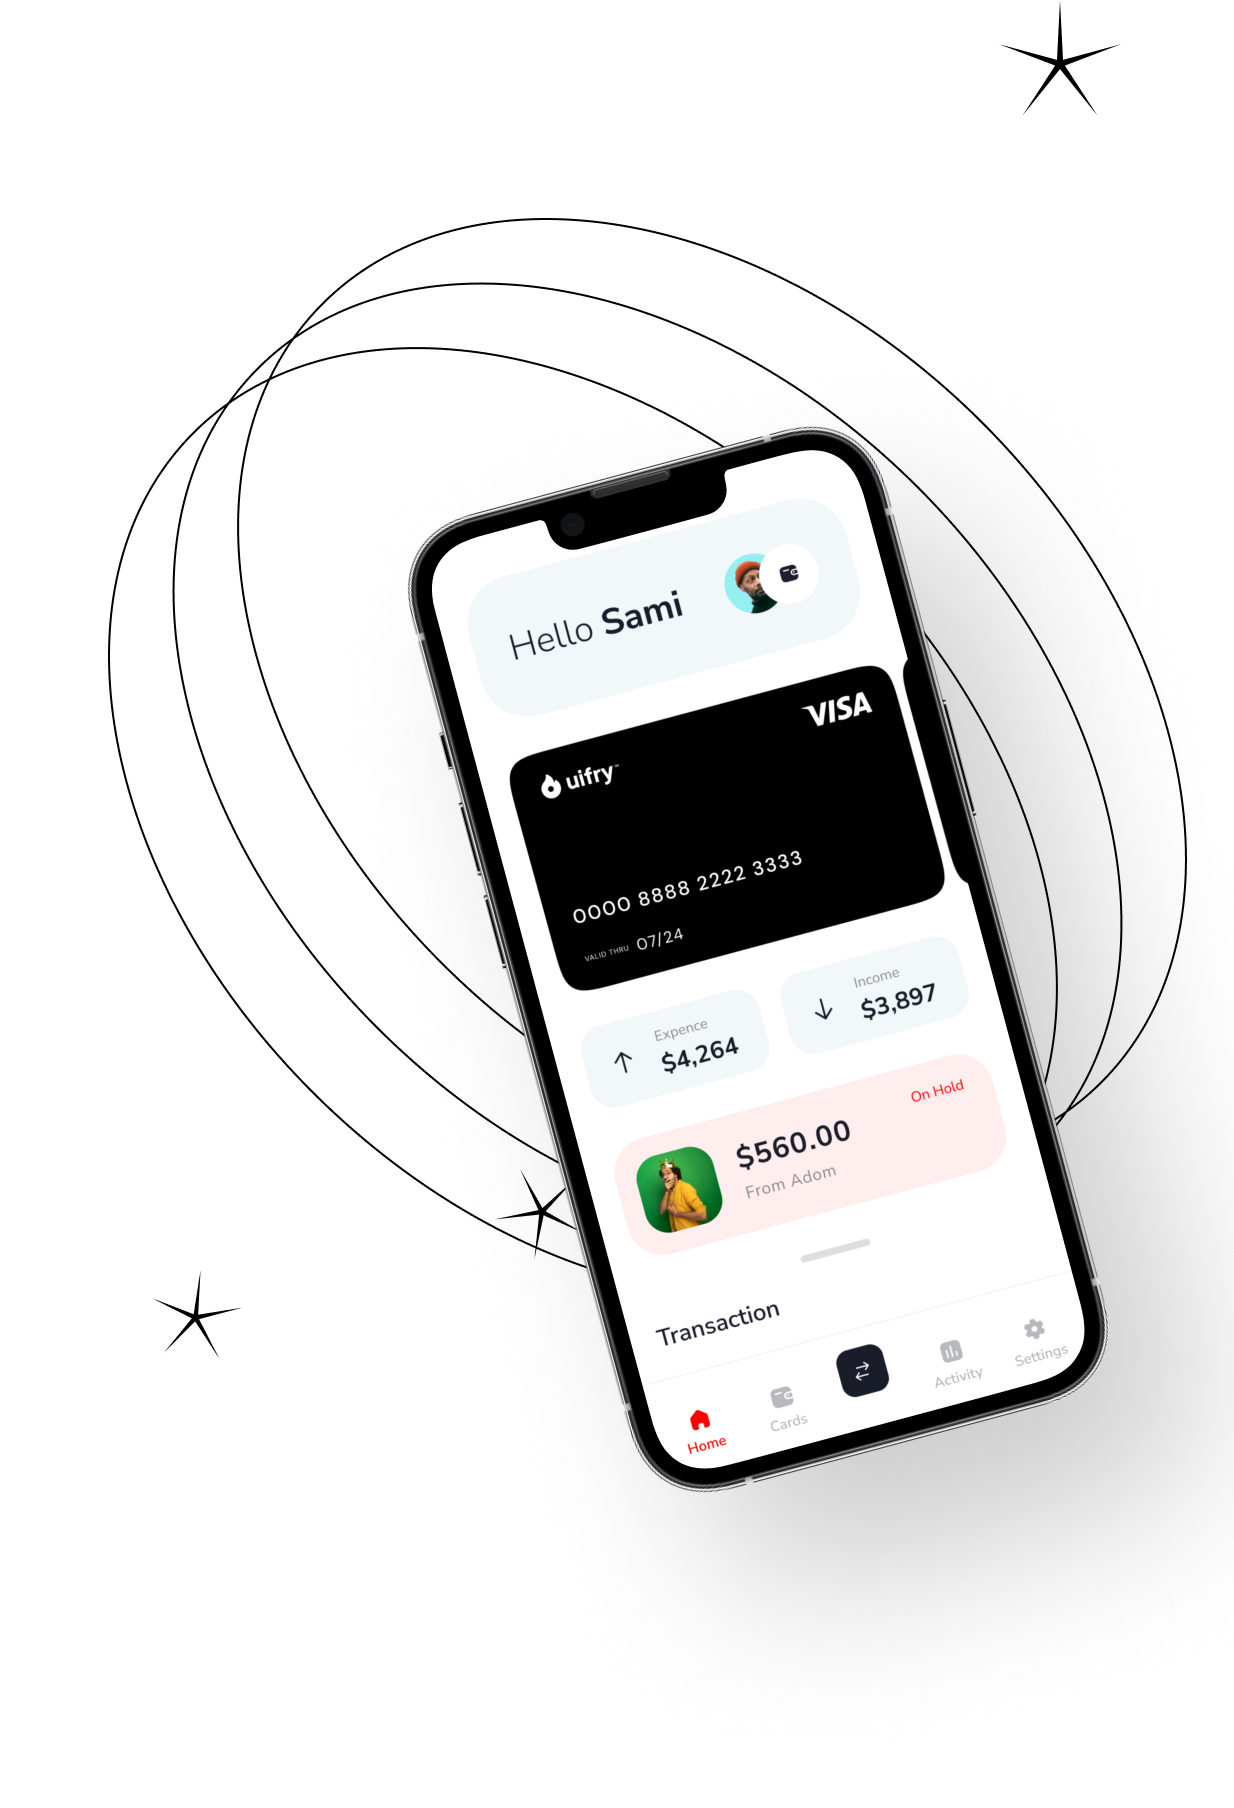 Hello Sami
VISA
uifry™
0000 8888 2222 3333
VALID THRU 07/24
Expence
$4,264
Income
$3,897
On Hold
$560.00
From Adom
Transaction
Home
Cards
Activity
Settings